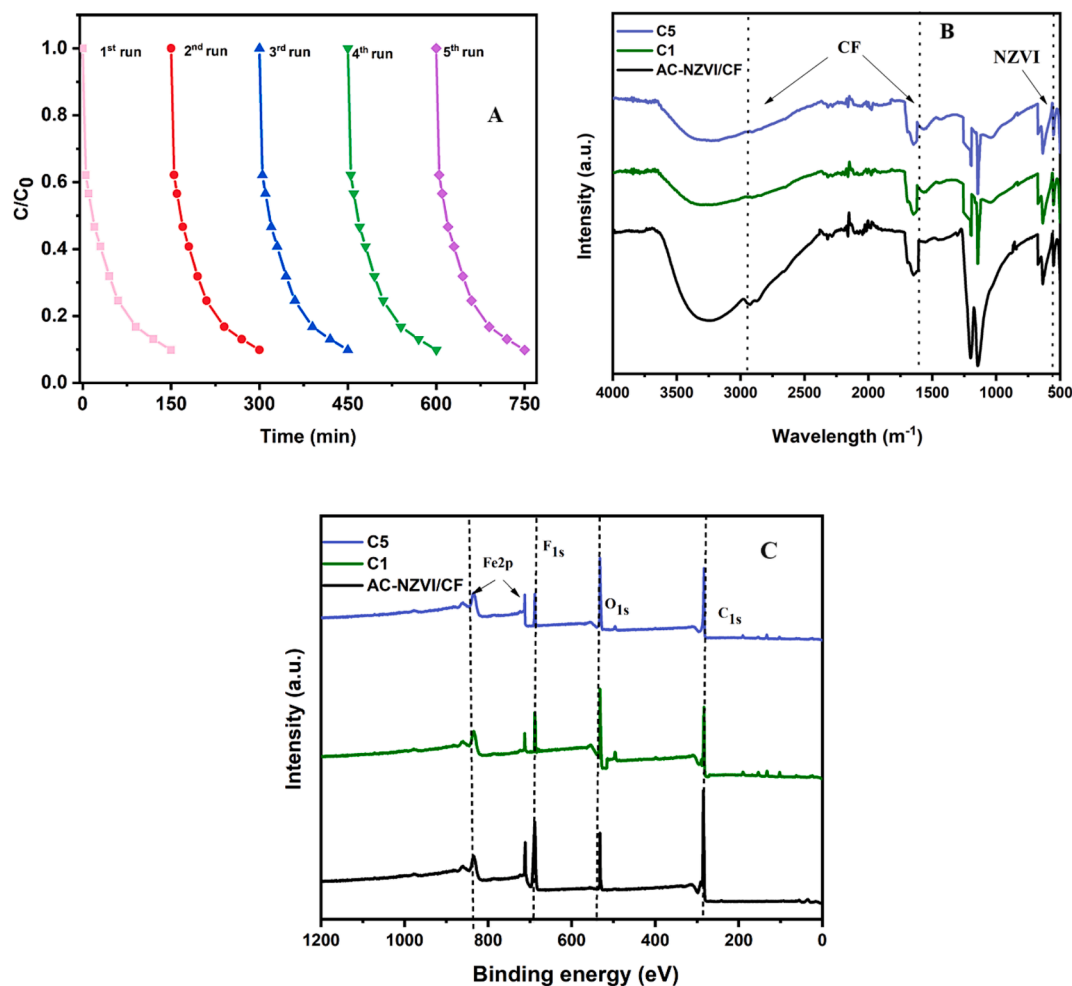 1st run
2nd run
3rd run
4th run
5th run
A
C/C0
1.0
0.8
0.6
0.4
0.2
0.0
0
150
300
450
600
750
Time (min)
C5
C1
AC-NZVI/CF
B
CF
NZVI
Intensity (a.u.)
4000
3500
3000
2500
2000
1500
1000
500
Wavelength (m-1)
C5
C1
AC-NZVI/CF
C
Fe2p
F1s
O1s
C1s
Intensity (a.u.)
1200
1000
800
600
400
200
0
Binding energy (eV)